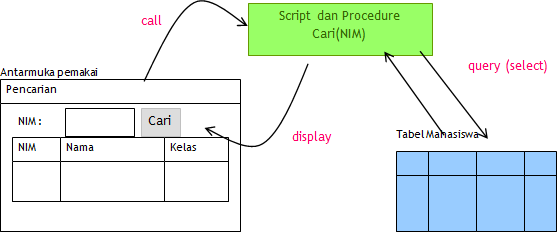 call
Script dan Procedure
Cari(NIM)
query (select)
Antarmuka pemakai
Pencarian
NIM :
Cari
display
Tabel Mahasiswa
NIM Nama Kelas